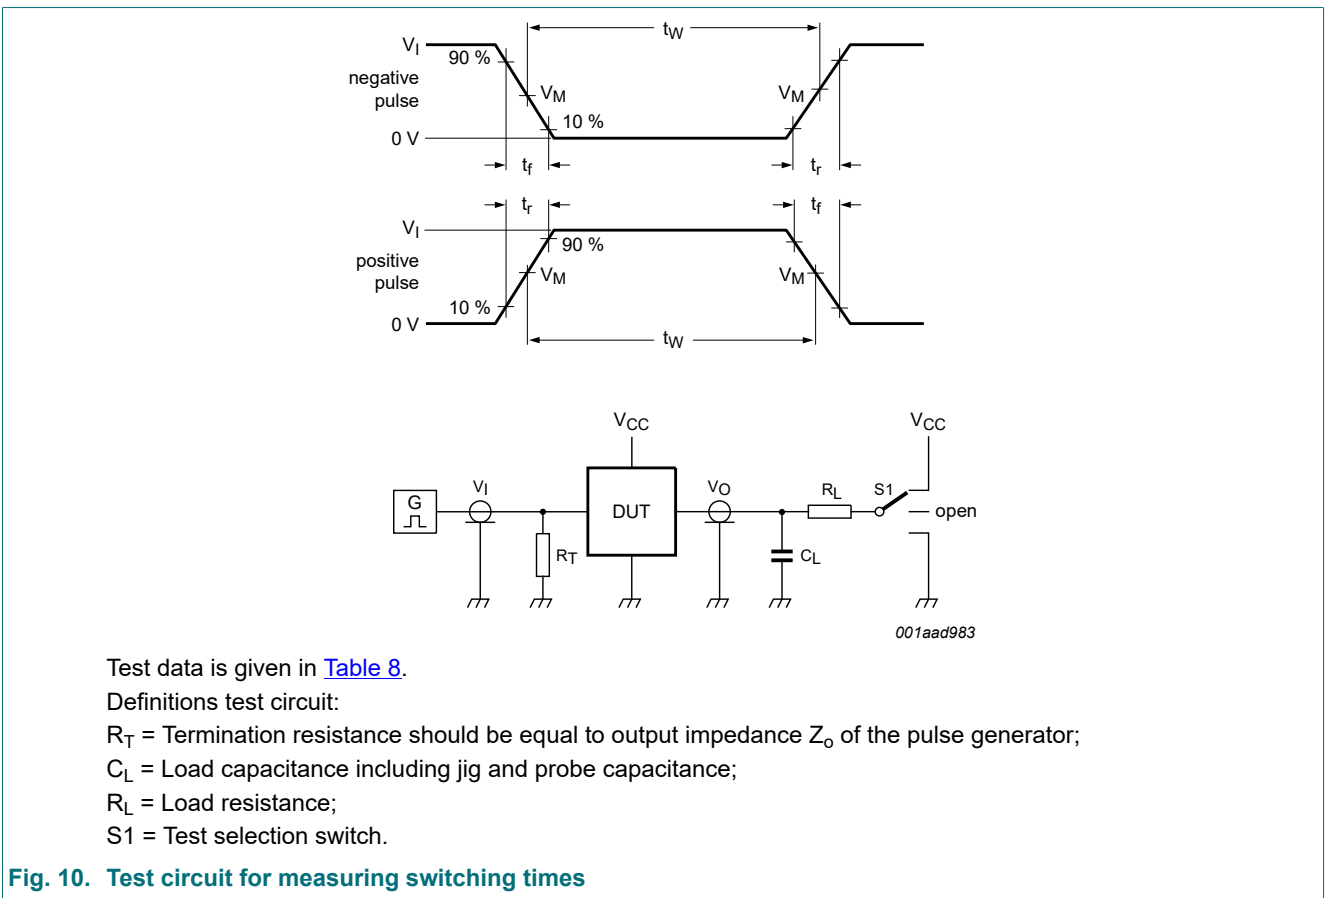 tW
VI
90 %
negative
pulse
VM
VM
10 %
0 V
tf
tr
tr
tf
VI
90 %
positive
pulse
VM
VM
10 %
0 V
tW
VCC
VCC
G
VI
DUT
VO
RL
S1
open
RT
CL
001aad983
Test data is given in Table 8.
Definitions test circuit:
RT = Termination resistance should be equal to output impedance Zo of the pulse generator;
CL = Load capacitance including jig and probe capacitance;
RL = Load resistance;
S1 = Test selection switch.
Fig. 10. Test circuit for measuring switching times